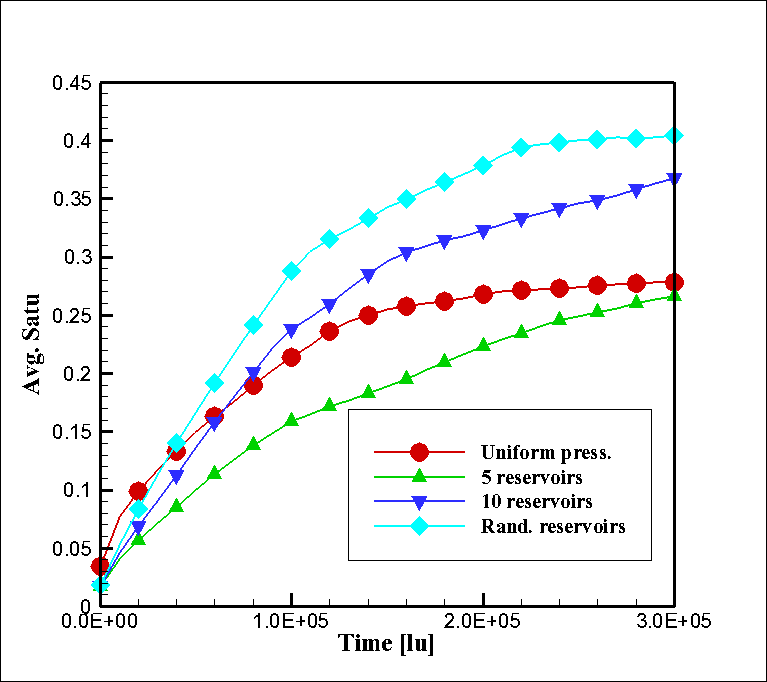 0.45
0.4
0.35
0.3
0.25
0.2
0.15
0.1
0.05
0
Avg. Satu
Uniform press.
5 reservoirs
10 reservoirs
Rand. reservoirs
0.0E+00 1.0E+05 2.0E+05 3.0E+05
Time [lu]